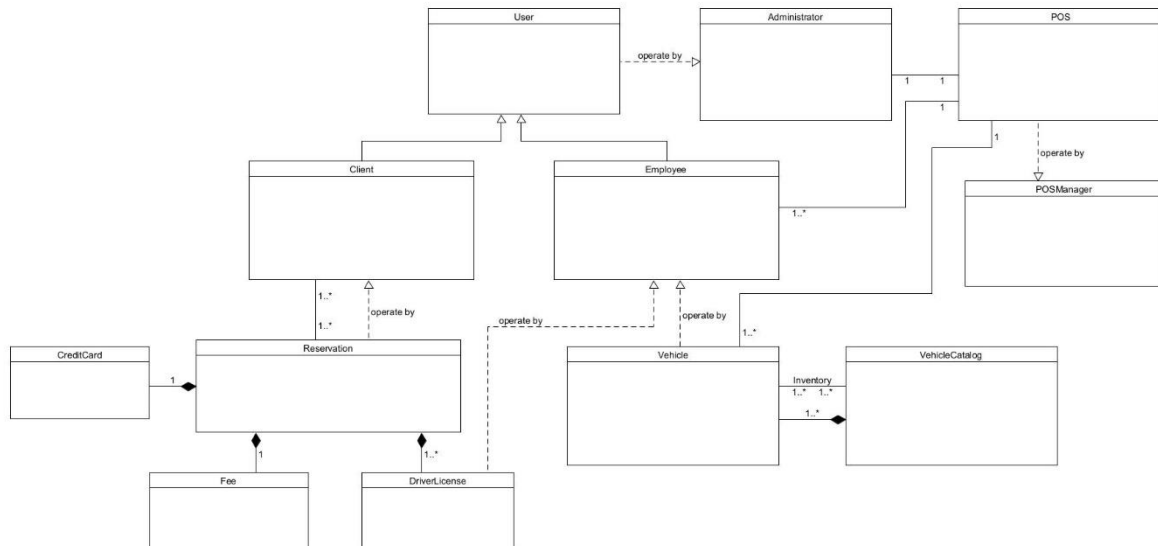 User
Administrator
POS
operate by
1
1
1
1
operate by
Client
Employee
POSManager
1..*
1..*
operate by
1..*
operate by
operate by
1..*
Reservation
CreditCard
Vehicle
VehicleCatalog
1
Inventory
1..*
1..*
1..*
1
1..*
Fee
DriverLicense